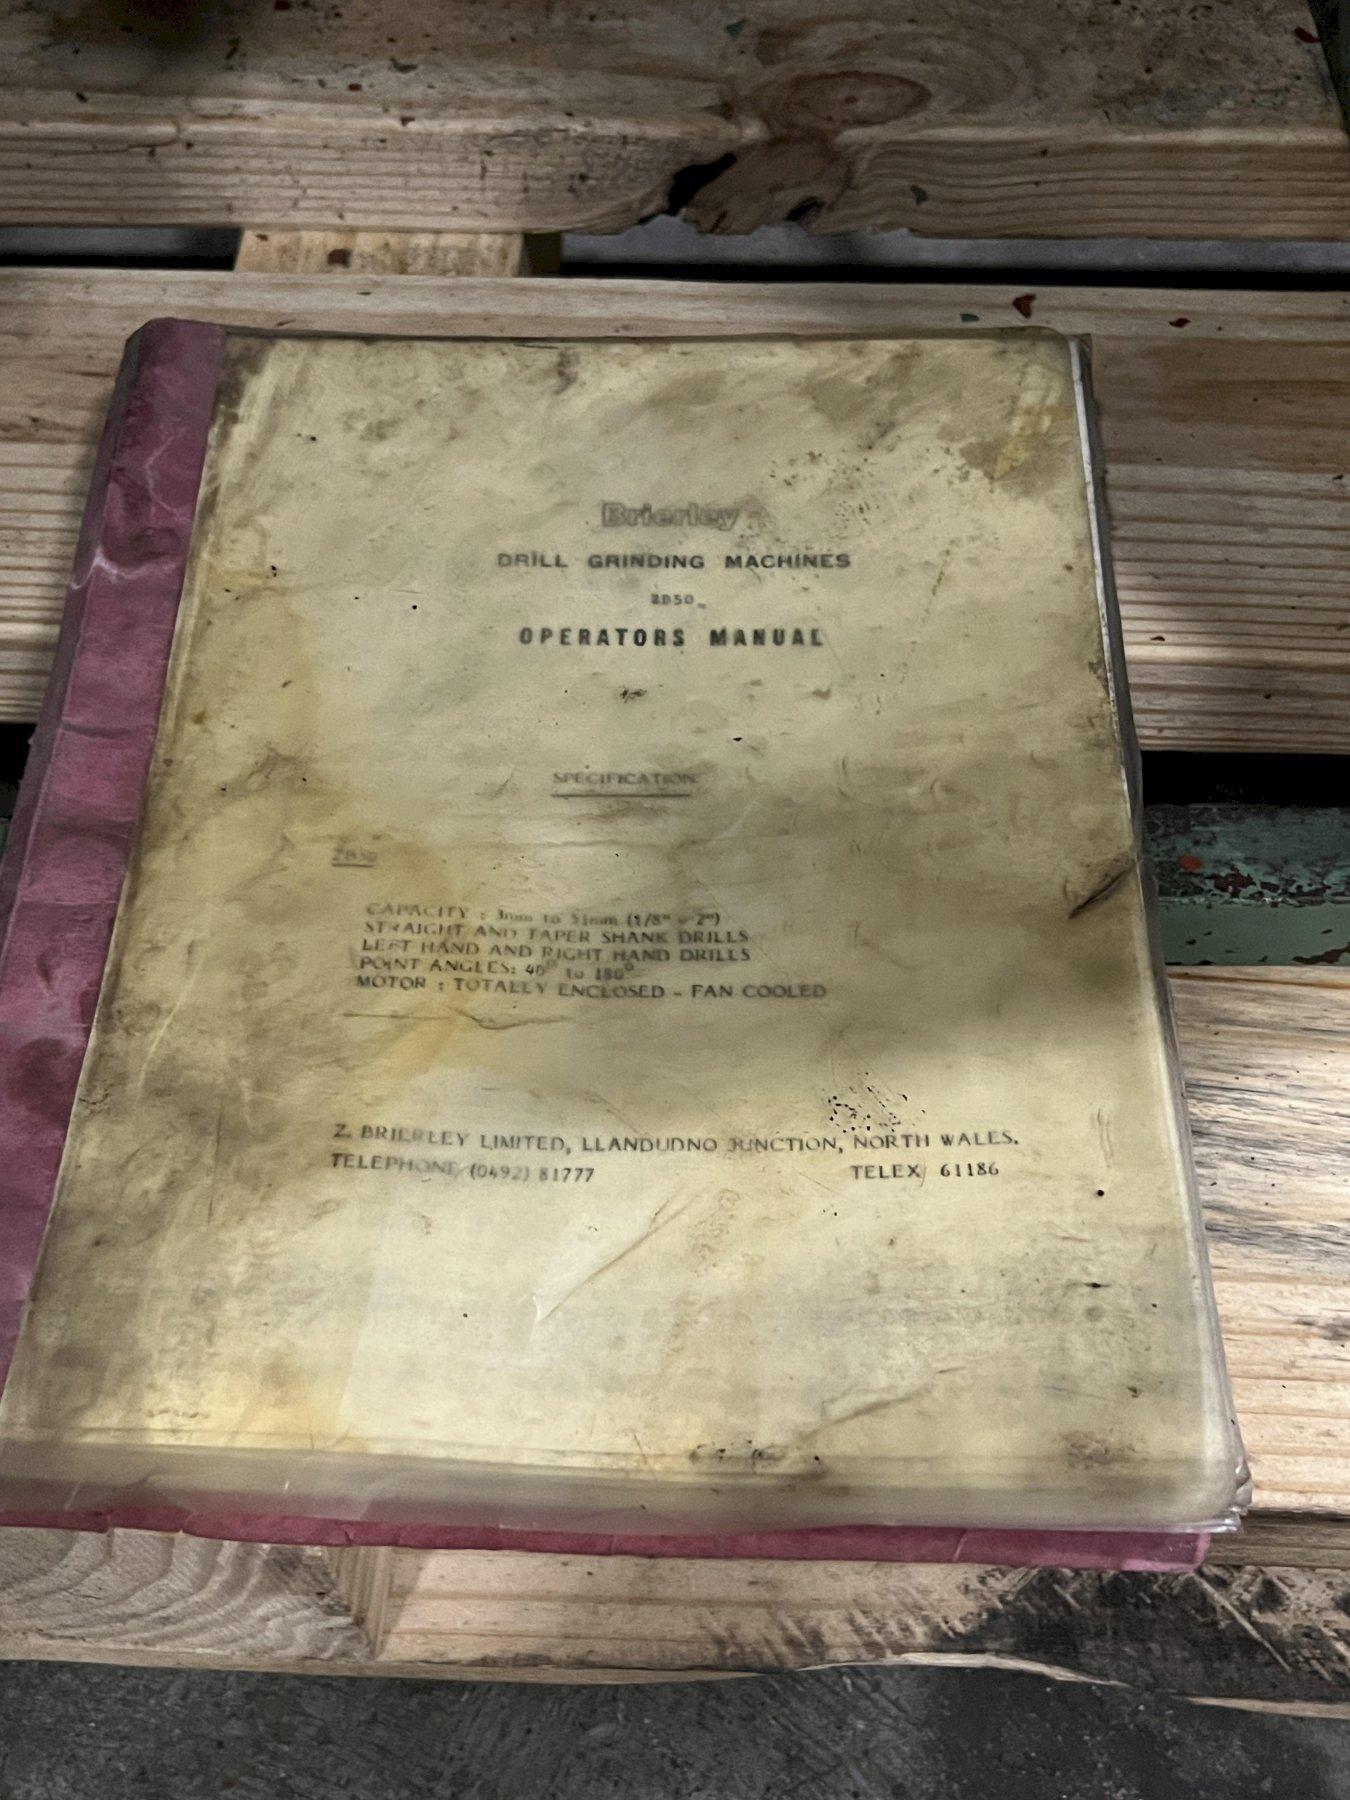 Brierley
DRILL GRINDING MACHINES
ZB50
OPERATORS MANUAL
SPECIFICATION
ZB50
CAPACITY : 3mm to 51mm (1/8" - 2")
STRAIGHT AND TAPER SHANK DRILLS
LEFT HAND AND RIGHT HAND DRILLS
POINT ANGLES: 40° to 180°
MOTOR : TOTALLY ENCLOSED - FAN COOLED
Z. BRIERLEY LIMITED, LLANDUDNO JUNCTION, NORTH WALES.
TELEPHONE (0492) 81777 TELEX 61186